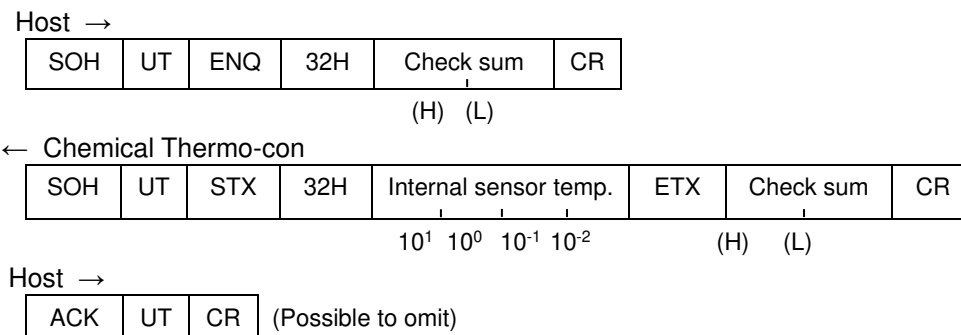 Host →
SOH UT ENQ 32H Check sum CR
(H) (L)
← Chemical Thermo-con
SOH UT STX 32H Internal sensor temp. ETX Check sum CR
10¹ 10⁰ 10⁻¹ 10⁻² (H) (L)
Host →
ACK UT CR (Possible to omit)